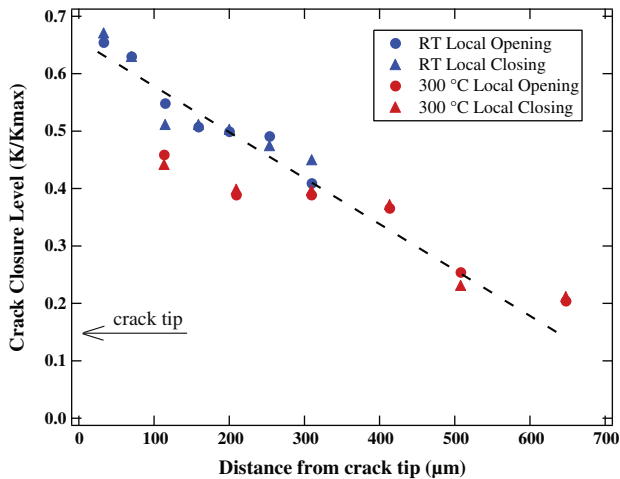 0.7
0.6
0.5
0.4
0.3
0.2
0.1
0.0
Crack Closure Level (K/Kmax)
RT Local Opening
RT Local Closing
300 °C Local Opening
300 °C Local Closing
crack tip
0 100 200 300 400 500 600 700
Distance from crack tip (μm)